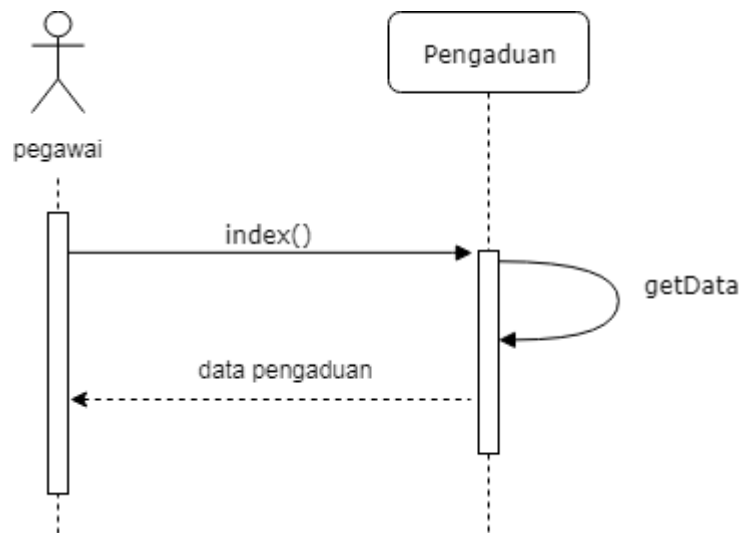 Pengaduan
pegawai
index()
getData
data pengaduan